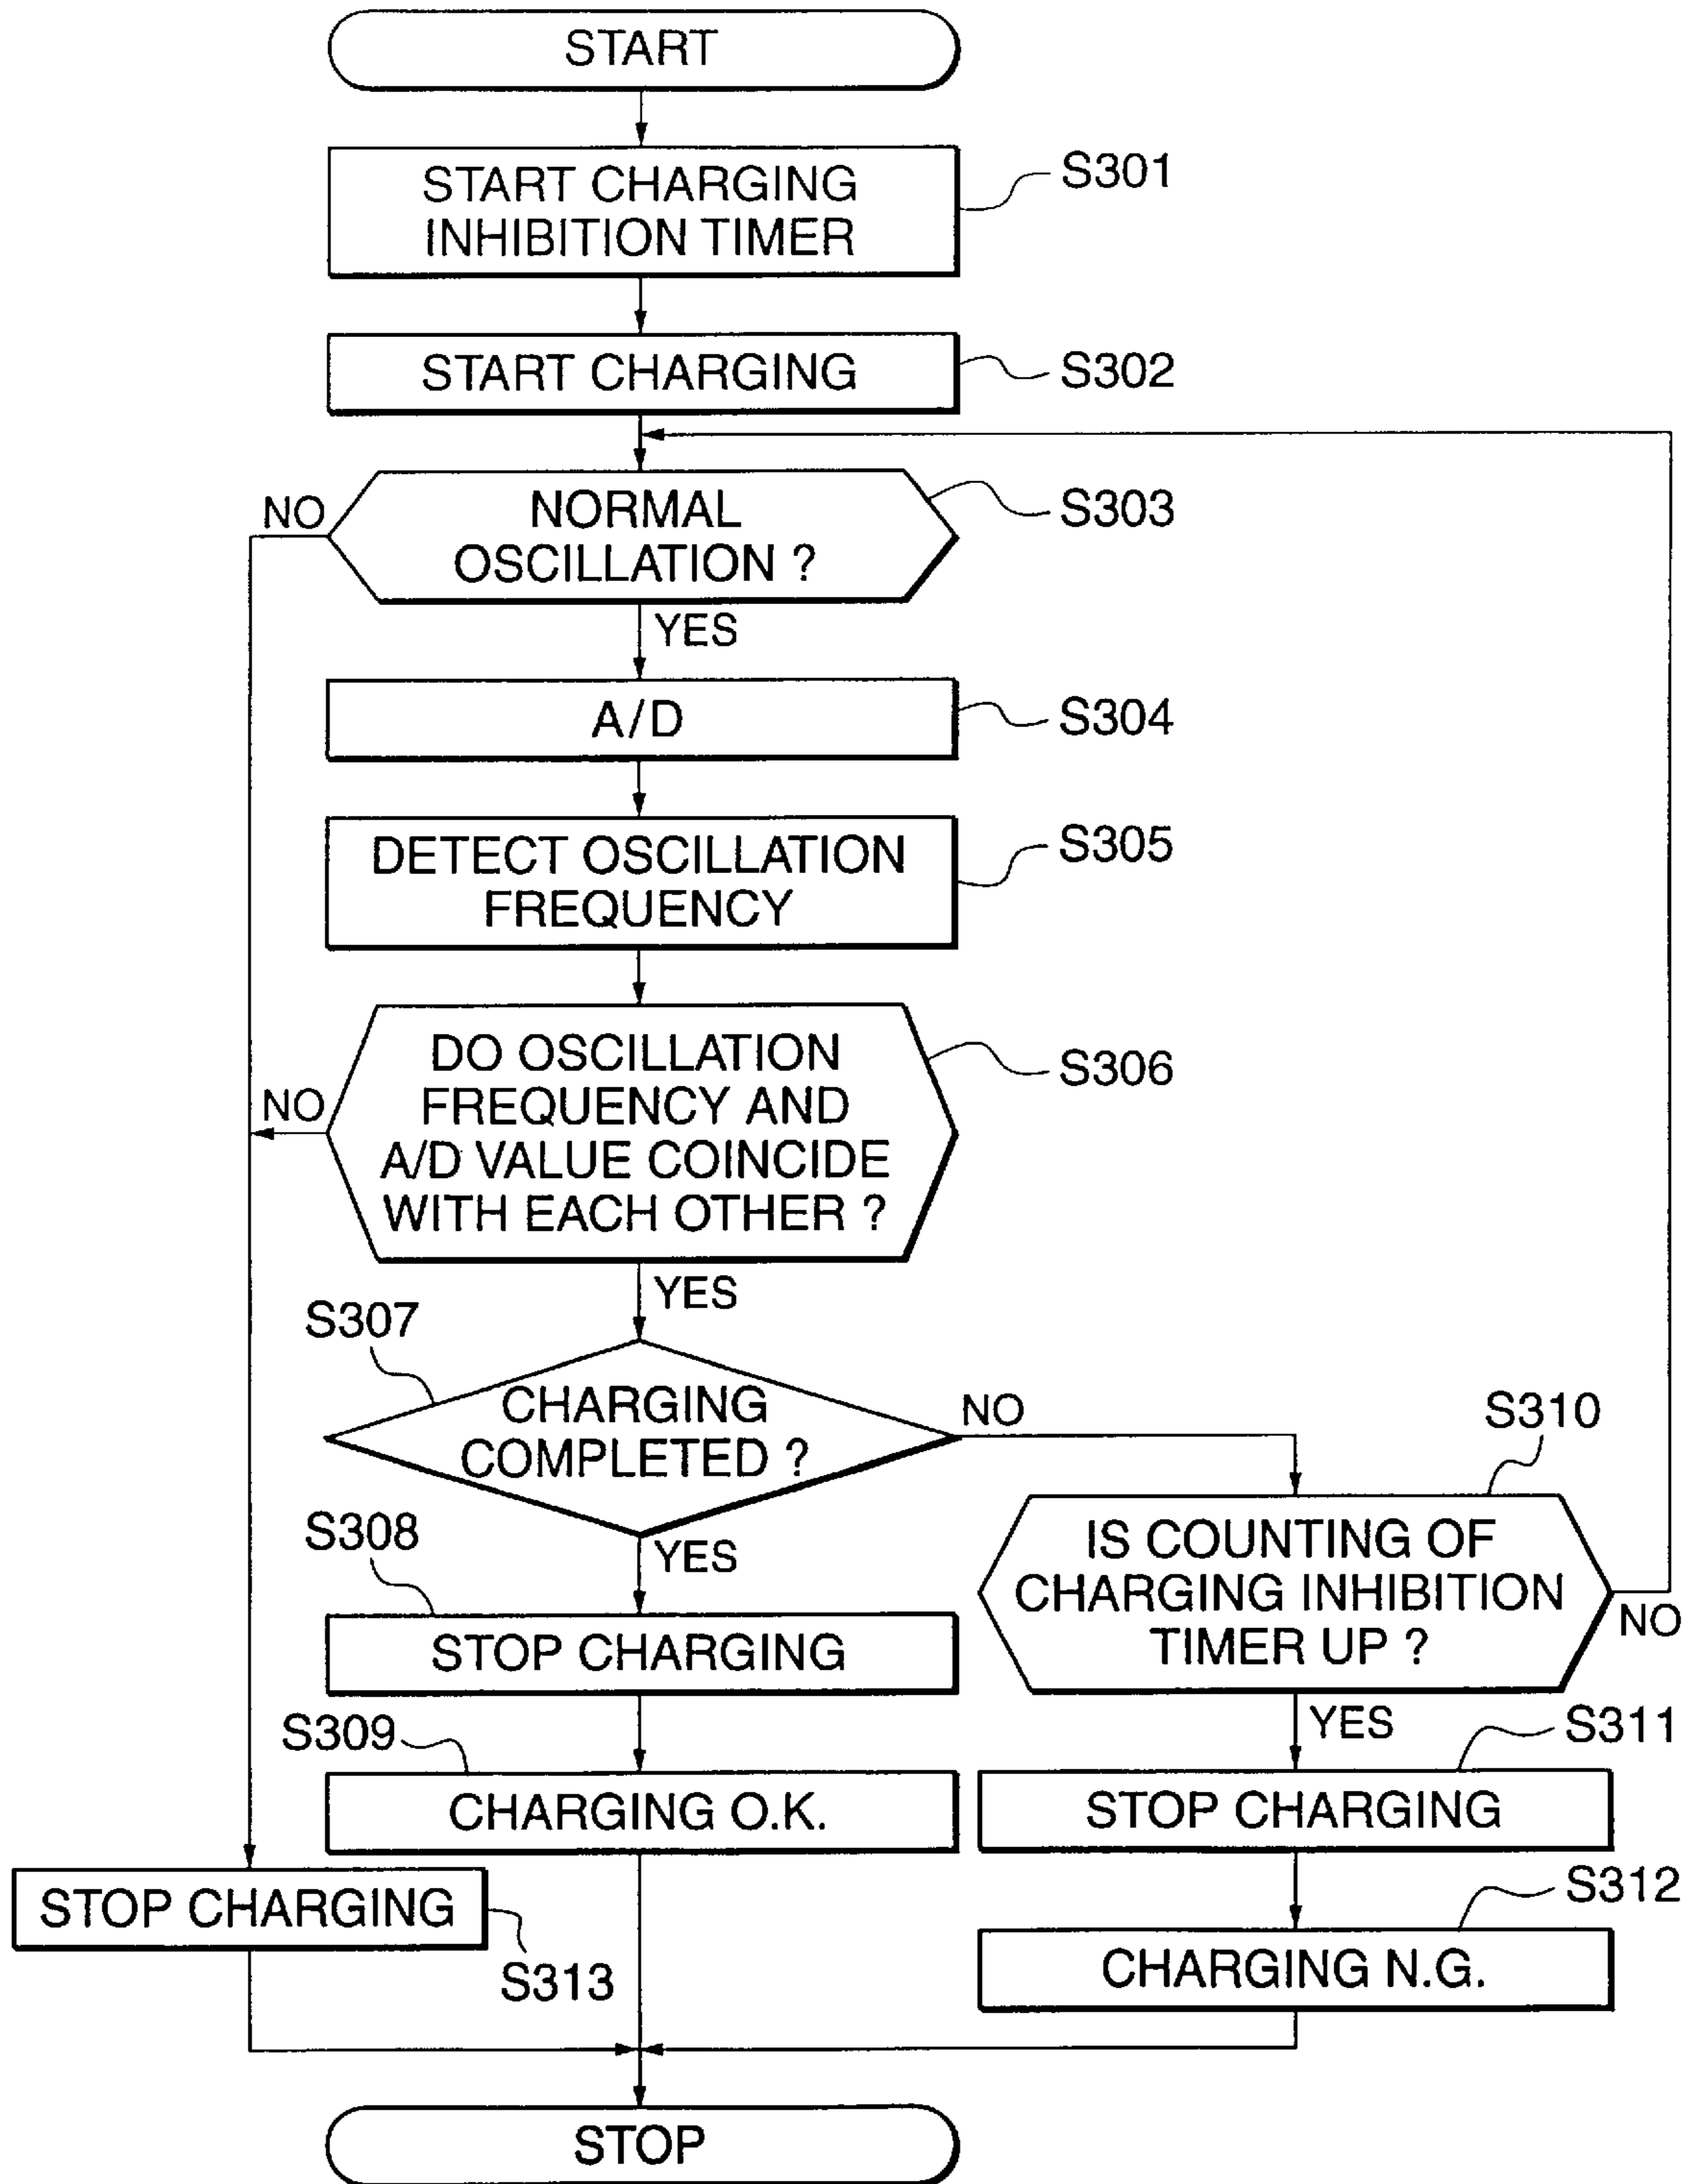 START
START CHARGING
INHIBITION TIMER
S301
START CHARGING
S302
NORMAL
OSCILLATION ?
S303
NO
YES
A/D
S304
DETECT OSCILLATION
FREQUENCY
S305
DO OSCILLATION
FREQUENCY AND
A/D VALUE COINCIDE
WITH EACH OTHER ?
S306
NO
YES
S307
CHARGING
COMPLETED ?
NO
YES
S310
IS COUNTING OF
CHARGING INHIBITION
TIMER UP ?
NO
YES
S308
STOP CHARGING
S309
CHARGING O.K.
S311
STOP CHARGING
S312
CHARGING N.G.
STOP CHARGING
S313
STOP